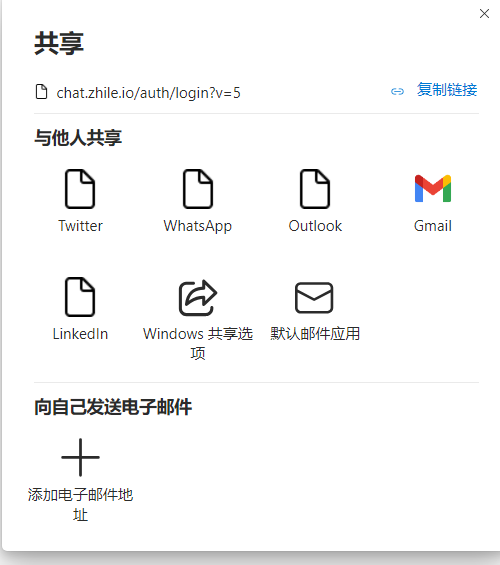 共享
chat.zhile.io/auth/login?v=5
复制链接
与他人共享
Twitter
WhatsApp
Outlook
Gmail
LinkedIn
Windows 共享选
项
默认邮件应用
向自己发送电子邮件
添加电子邮件地
址